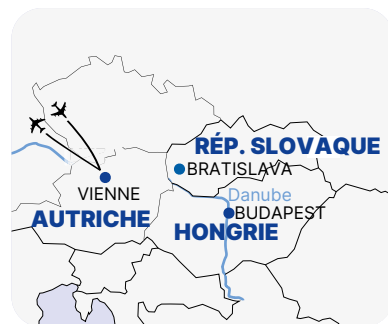 RÉP. SLOVAQUE
BRATISLAVA
VIENNE
Danube
AUTRICHE
BUDAPEST
HONGRIE